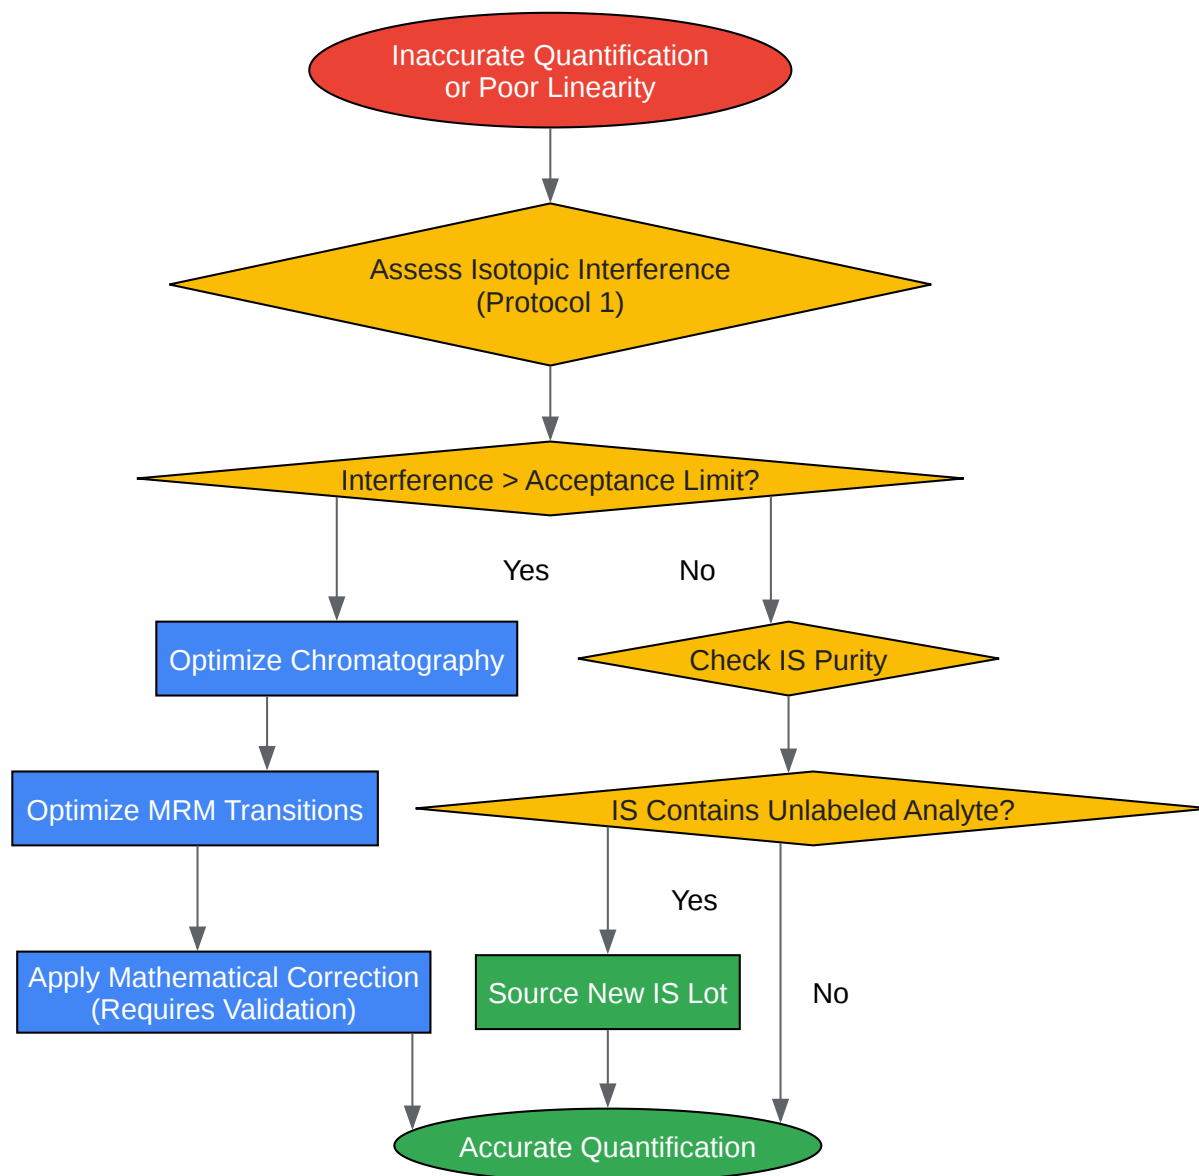 Inaccurate Quantification
or Poor Linearity
Assess Isotopic Interference
(Protocol 1)
Interference > Acceptance Limit?
Yes
No
Optimize Chromatography
Check IS Purity
Optimize MRM Transitions
IS Contains Unlabeled Analyte?
Yes
Apply Mathematical Correction
(Requires Validation)
Source New IS Lot
No
Accurate Quantification